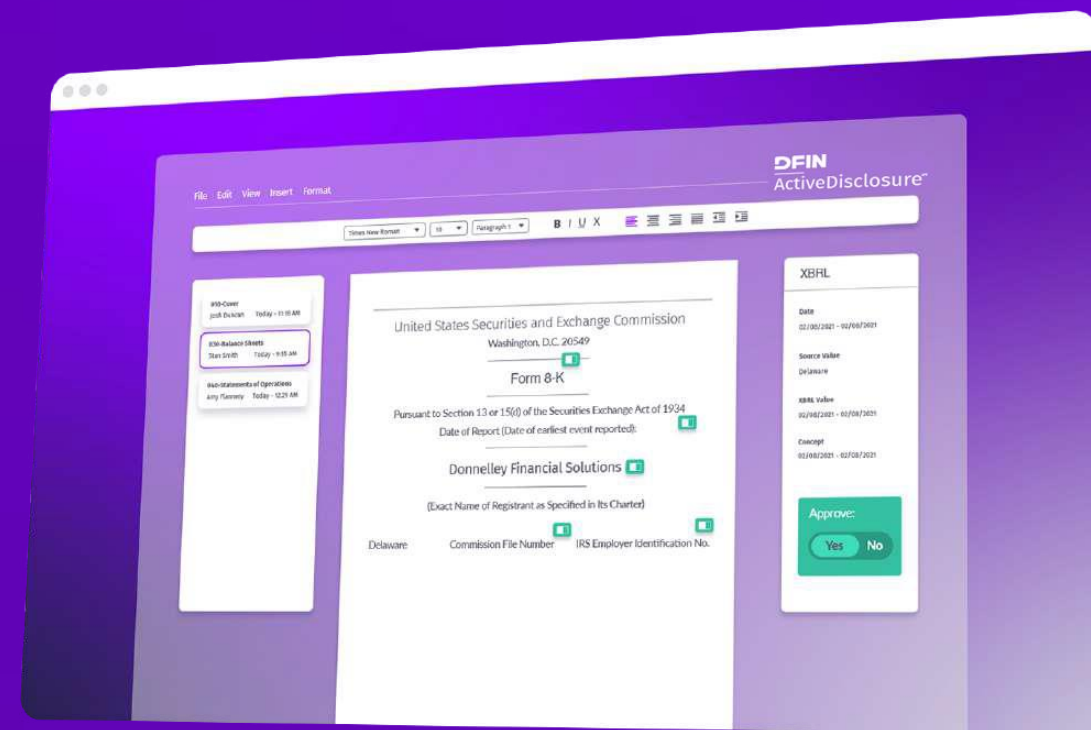 DFIN
ActiveDisclosure
File Edit View Insert Format
Times New Roman 10 Paragraph 1 B I U X
010-Cover
Josh Duncan Today - 11:15 AM
030-Balance Sheets
Stan Smith Today - 9:15 AM
040-Statements of Operations
Amy Flannery Today - 12:21 AM
United States Securities and Exchange Commission
Washington, D.C. 20549
Form 8-K
Pursuant to Section 13 or 15(d) of the Securities Exchange Act of 1934
Date of Report (Date of earliest event reported):
Donnelley Financial Solutions
(Exact Name of Registrant as Specified in Its Charter)
Delaware Commission File Number IRS Employer Identification No.
XBRL
Date
02/08/2021 - 02/08/2021
Source Value
Delaware
XBRL Value
02/08/2021 - 02/08/2021
Concept
02/08/2021 - 02/08/2021
Approve:
Yes No